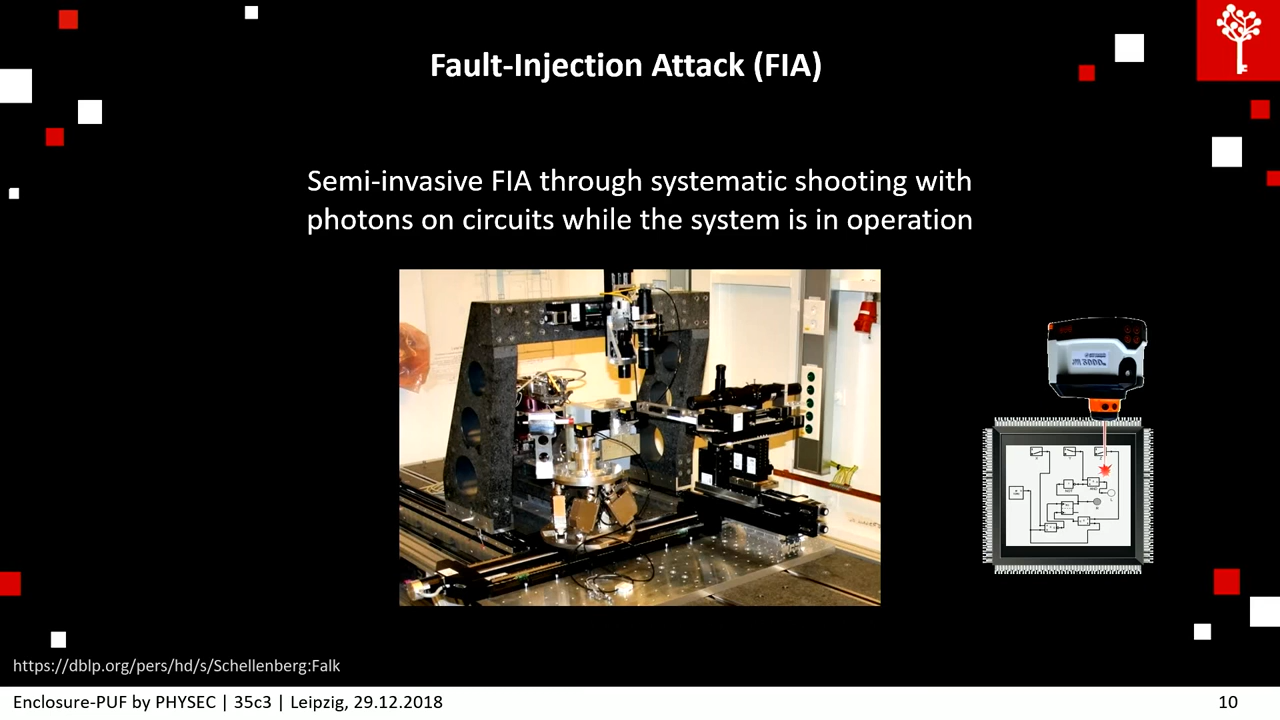 Fault-Injection Attack (FIA)
Semi-invasive FIA through systematic shooting with
photons on circuits while the system is in operation
https://dblp.org/pers/hd/s/Schellenberg:Falk
Enclosure-PUF by PHYSEC | 35c3 | Leipzig, 29.12.2018
10